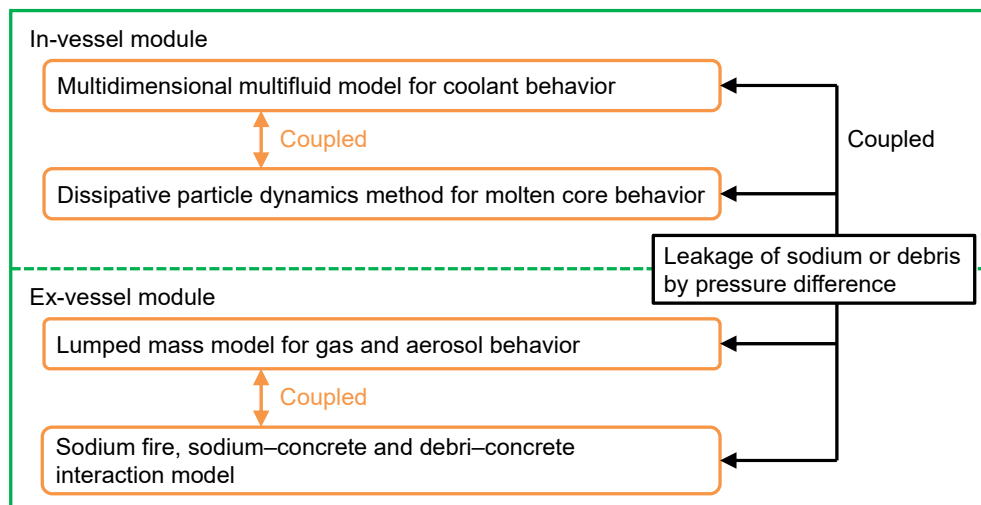 In-vessel module
Multidimensional multifluid model for coolant behavior
Coupled
Coupled
Dissipative particle dynamics method for molten core behavior
Leakage of sodium or debris
by pressure difference
Ex-vessel module
Lumped mass model for gas and aerosol behavior
Coupled
Sodium fire, sodium–concrete and debri–concrete
interaction model